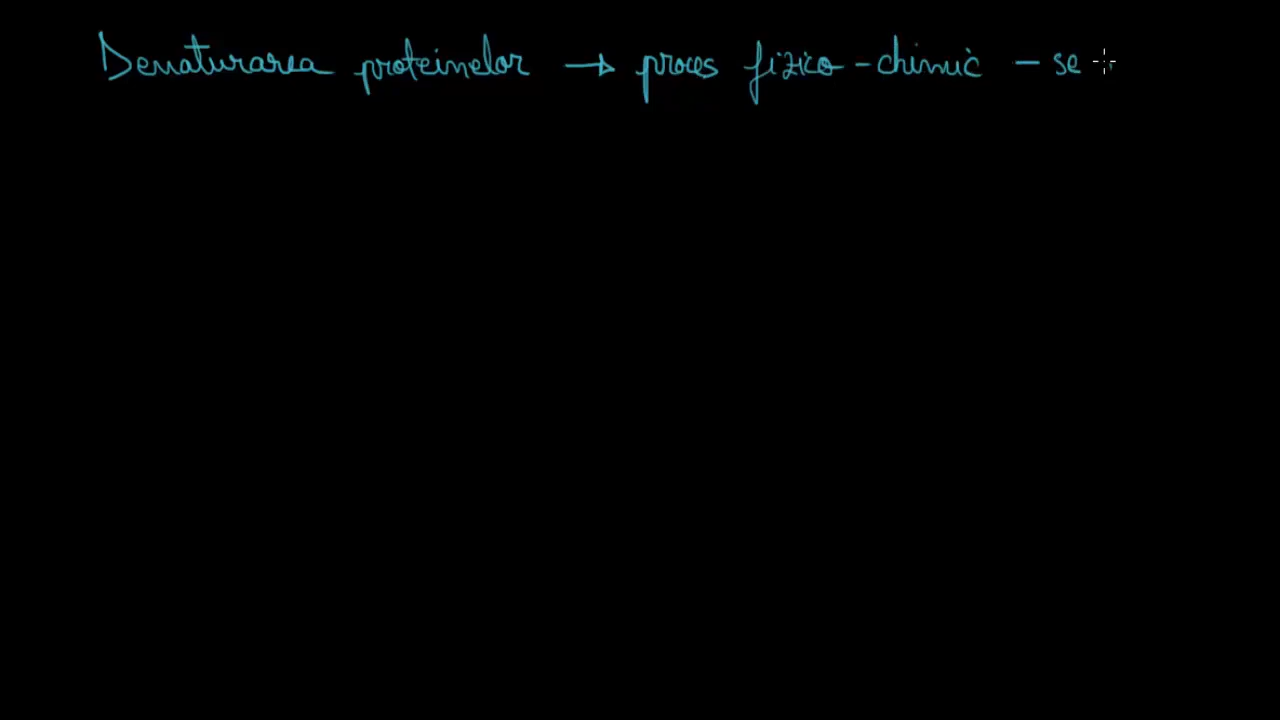 Denaturarea proteinelor → proces fizico-chimic – se